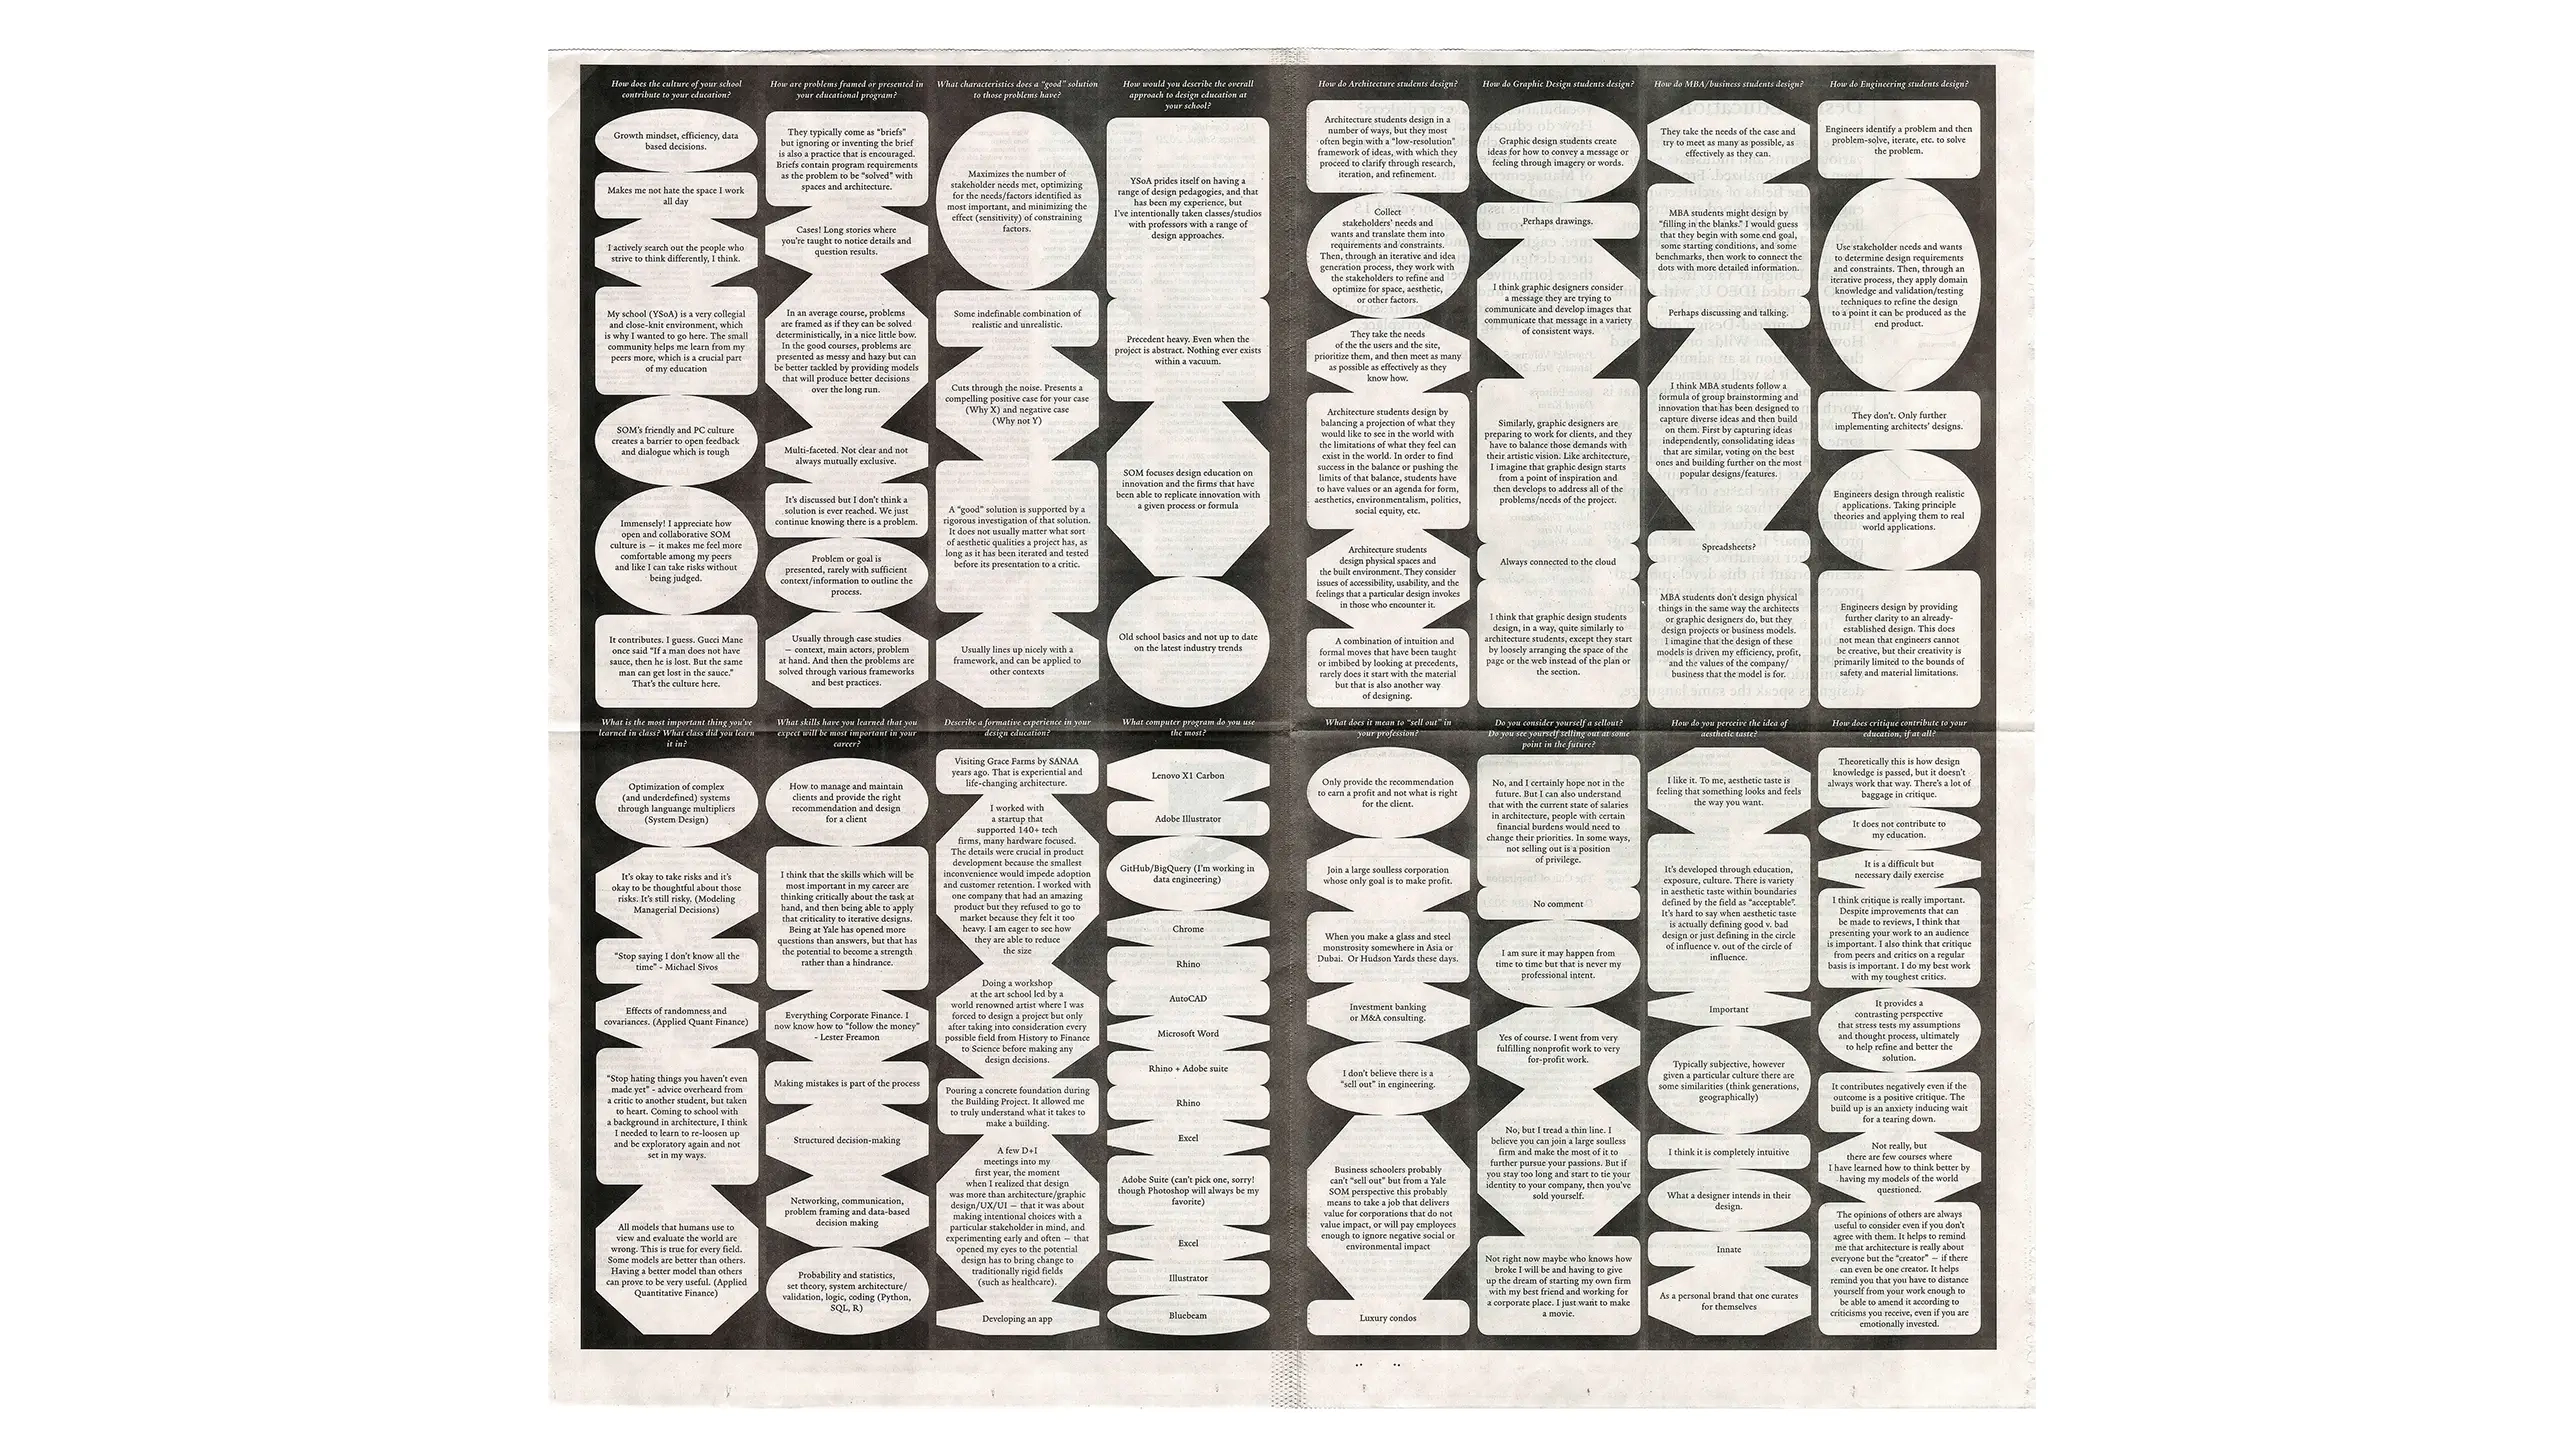 How does the culture of your school
contribute to your education?
Growth mindset, efficiency, data
based decisions.
Makes me not hate the space I work
all day
I actively search out the people who
strive to think differently, I think.
My school (YSoA) is a very collegial
and close-knit environment, which
is why I wanted to go here. The small
community helps me learn from my
peers more, which is a crucial part
of my education
SOM's friendly and PC culture
creates a barrier to open feedback
and dialogue which is tough
Immensely! I appreciate how
open and collaborative SOM
culture is — it makes me feel more
comfortable among my peers
and like I can take risks without
being judged.
It contributes. I guess. Gucci Mane
once said “If a man does not have
sauce, then he is lost. But the same
man can get lost in the sauce.”
That's the culture here.
How are problems framed or presented in
your educational program?
They typically come as “briefs”
but ignoring or inventing the brief
is also a practice that is encouraged.
Briefs contain program requirements
as the problem to be “solved” with
spaces and architecture.
Cases! Long stories where
you're taught to notice details and
question results.
In an average course, problems
are framed as if they can be solved
deterministically, in a nice little bow.
In the good courses, problems are
presented as messy and hazy but can
be better tackled by providing models
that will produce better decisions
over the long run.
Multi-faceted. Not clear and not
always mutually exclusive.
It's discussed but I don't think a
solution is ever reached. We just
continue knowing there is a problem.
Problem or goal is
presented, rarely with sufficient
context/information to outline the
process.
Usually through case studies
— context, main actors, problem
at hand. And then the problems are
solved through various frameworks
and best practices.
What characteristics does a “good” solution
to those problems have?
Maximizes the number of
stakeholder needs met, optimizing
for the needs/factors identified as
most important, and minimizing the
effect (sensitivity) of constraining
factors.
Some indefinable combination of
realistic and unrealistic.
Cuts through the noise. Presents a
compelling positive case for your case
(Why X) and negative case
(Why not Y)
A “good” solution is supported by a
rigorous investigation of that solution.
It does not usually matter what sort
of aesthetic qualities a project has, as
long as it has been iterated and tested
before its presentation to a critic.
Usually lines up nicely with a
framework, and can be applied to
other contexts
How would you describe the overall
approach to design education at
your school?
YSoA prides itself on having a
range of design pedagogies, and that
has been my experience, but
I've intentionally taken classes/studios
with professors with a range of
design approaches.
Precedent heavy. Even when the
project is abstract. Nothing ever exists
within a vacuum.
SOM focuses design education on
innovation and the firms that have
been able to replicate innovation with
a given process or formula
Old school basics and not up to date
on the latest industry trends
How do Architecture students design?
Architecture students design in a
number of ways, but they most
often begin with a “low-resolution”
framework of ideas, with which they
proceed to clarify through research,
iteration, and refinement.
Collect
stakeholders' needs and
wants and translate them into
requirements and constraints.
Then, through an iterative and idea
generation process, they work with
the stakeholders to refine and
optimize for space, aesthetic,
or other factors.
They take the needs
of the the users and the site,
prioritize them, and then meet as many
as possible as effectively as they
know how.
Architecture students design by
balancing a projection of what they
would like to see in the world with
the limitations of what they feel can
exist in the world. In order to find
success in the balance or pushing the
limits of that balance, students have
to have values or an agenda for form,
aesthetics, environmentalism, politics,
social equity, etc.
Architecture students
design physical spaces and
the built environment. They consider
issues of accessibility, usability, and the
feelings that a particular design invokes
in those who encounter it.
A combination of intuition and
formal moves that have been taught
or imbibed by looking at precedents,
rarely does it start with the material
but that is also another way
of designing.
How do Graphic Design students design?
Graphic design students create
ideas for how to convey a message or
feeling through imagery or words.
Perhaps drawings.
I think graphic designers consider
a message they are trying to
communicate and develop images that
communicate that message in a variety
of consistent ways.
Similarly, graphic designers are
preparing to work for clients, and they
have to balance those demands with
their artistic vision. Like architecture,
I imagine that graphic design starts
from a point of inspiration and
then develops to address all of the
problems/needs of the project.
Always connected to the cloud
I think that graphic design students
design, in a way, quite similarly to
architecture students, except they start
by loosely arranging the space of the
page or the web instead of the plan or
the section.
How do MBA/business students design?
They take the needs of the case and
try to meet as many as possible, as
effectively as they can.
MBA students might design by
“filling in the blanks.” I would guess
that they begin with some end goal,
some starting conditions, and some
benchmarks, then work to connect the
dots with more detailed information.
Perhaps discussing and talking.
I think MBA students follow a
formula of group brainstorming and
innovation that has been designed to
capture diverse ideas and then build
on them. First by capturing ideas
independently, consolidating ideas
that are similar, voting on the best
ones and building further on the most
popular designs/features.
Spreadsheets?
MBA students don't design physical
things in the same way the architects
or graphic designers do, but they
design projects or business models.
I imagine that the design of these
models is driven my efficiency, profit,
and the values of the company/
business that the model is for.
How do Engineering students design?
Engineers identify a problem and then
problem-solve, iterate, etc. to solve
the problem.
Use stakeholder needs and wants
to determine design requirements
and constraints. Then, through an
iterative process, they apply domain
knowledge and validation/testing
techniques to refine the design
to a point it can be produced as the
end product.
They don't. Only further
implementing architects' designs.
Engineers design through realistic
applications. Taking principle
theories and applying them to real
world applications.
Engineers design by providing
further clarity to an already-
established design. This does
not mean that engineers cannot
be creative, but their creativity is
primarily limited to the bounds of
safety and material limitations.
What is the most important thing you've
learned in class? What class did you learn
it in?
Optimization of complex
(and underdefined) systems
through language multipliers
(System Design)
It's okay to take risks and it's
okay to be thoughtful about those
risks. It's still risky. (Modeling
Managerial Decisions)
“Stop saying I don't know all the
time” - Michael Sivos
Effects of randomness and
covariances. (Applied Quant Finance)
“Stop hating things you haven't even
made yet” - advice overheard from
a critic to another student, but taken
to heart. Coming to school with
a background in architecture, I think
I needed to learn to re-loosen up
and be exploratory again and not
set in my ways.
All models that humans use to
view and evaluate the world are
wrong. This is true for every field.
Some models are better than others.
Having a better model than others
can prove to be very useful. (Applied
Quantitative Finance)
What skills have you learned that you
expect will be most important in your
career?
How to manage and maintain
clients and provide the right
recommendation and design
for a client
I think that the skills which will be
most important in my career are
thinking critically about the task at
hand, and then being able to apply
that criticality to iterative designs.
Being at Yale has opened more
questions than answers, but that has
the potential to become a strength
rather than a hindrance.
Everything Corporate Finance. I
now know how to “follow the money”
- Lester Freamon
Making mistakes is part of the process
Structured decision-making
Networking, communication,
problem framing and data-based
decision making
Probability and statistics,
set theory, system architecture/
validation, logic, coding (Python,
SQL, R)
Describe a formative experience in your
design education?
Visiting Grace Farms by SANAA
years ago. That is experiential and
life-changing architecture.
I worked with
a startup that
supported 140+ tech
firms, many hardware focused.
The details were crucial in product
development because the smallest
inconvenience would impede adoption
and customer retention. I worked with
one company that had an amazing
product but they refused to go to
market because they felt it too
heavy. I am eager to see how
they are able to reduce
the size
Doing a workshop
at the art school led by a
world renowned artist where I was
forced to design a project but only
after taking into consideration every
possible field from History to Finance
to Science before making any
design decisions.
Pouring a concrete foundation during
the Building Project. It allowed me
to truly understand what it takes to
make a building.
A few D+I
meetings into my
first year, the moment
when I realized that design
was more than architecture/graphic
design/UX/UI — that it was about
making intentional choices with a
particular stakeholder in mind, and
experimenting early and often — that
opened my eyes to the potential
design has to bring change to
traditionally rigid fields
(such as healthcare).
Developing an app
What computer program do you use
the most?
Lenovo X1 Carbon
Adobe Illustrator
GitHub/BigQuery (I'm working in
data engineering)
Chrome
Rhino
AutoCAD
Microsoft Word
Rhino + Adobe suite
Rhino
Excel
Adobe Suite (can't pick one, sorry!
though Photoshop will always be my
favorite)
Excel
Illustrator
Bluebeam
What does it mean to “sell out” in
your profession?
Only provide the recommendation
to earn a profit and not what is right
for the client.
Join a large soulless corporation
whose only goal is to make profit.
When you make a glass and steel
monstrosity somewhere in Asia or
Dubai. Or Hudson Yards these days.
Investment banking
or M&A consulting.
I don't believe there is a
“sell out” in engineering.
Business schoolers probably
can't “sell out” but from a Yale
SOM perspective this probably
means to take a job that delivers
value for corporations that do not
value impact, or will pay employees
enough to ignore negative social or
environmental impact
Luxury condos
Do you consider yourself a sellout?
Do you see yourself selling out at some
point in the future?
No, and I certainly hope not in the
future. But I can also understand
that with the current state of salaries
in architecture, people with certain
financial burdens would need to
change their priorities. In some ways,
not selling out is a position
of privilege.
No comment
I am sure it may happen from
time to time but that is never my
professional intent.
Yes of course. I went from very
fulfilling nonprofit work to very
for-profit work.
No, but I tread a thin line. I
believe you can join a large soulless
firm and make the most of it to
further pursue your passions. But if
you stay too long and start to tie your
identity to your company, then you've
sold yourself.
Not right now maybe who knows how
broke I will be and having to give
up the dream of starting my own firm
with my best friend and working for
a corporate place. I just want to make
a movie.
How do you perceive the idea of
aesthetic taste?
I like it. To me, aesthetic taste is
feeling that something looks and feels
the way you want.
It's developed through education,
exposure, culture. There is variety
in aesthetic taste within boundaries
defined by the field as “acceptable”.
It's hard to say when aesthetic taste
is actually defining good v. bad
design or just defining in the circle
of influence v. out of the circle of
influence.
Important
Typically subjective, however
given a particular culture there are
some similarities (think generations,
geographically)
I think it is completely intuitive
What a designer intends in their
design.
Innate
As a personal brand that one curates
for themselves
How does critique contribute to your
education, if at all?
Theoretically this is how design
knowledge is passed, but it doesn't
always work that way. There's a lot of
baggage in critique.
It does not contribute to
my education.
It is a difficult but
necessary daily exercise
I think critique is really important.
Despite improvements that can
be made to reviews, I think that
presenting your work to an audience
is important. I also think that critique
from peers and critics on a regular
basis is important. I do my best work
with my toughest critics.
It provides a
contrasting perspective
that stress tests my assumptions
and thought process, ultimately
to help refine and better the
solution.
It contributes negatively even if the
outcome is a positive critique. The
build up is an anxiety inducing wait
for a tearing down.
Not really, but
there are few courses where
I have learned how to think better by
having my models of the world
questioned.
The opinions of others are always
useful to consider even if you don't
agree with them. It helps to remind
me that architecture is really about
everyone but the “creator” — if there
can even be one creator. It helps
remind you that you have to distance
yourself from your work enough to
be able to amend it according to
criticisms you receive, even if you are
emotionally invested.